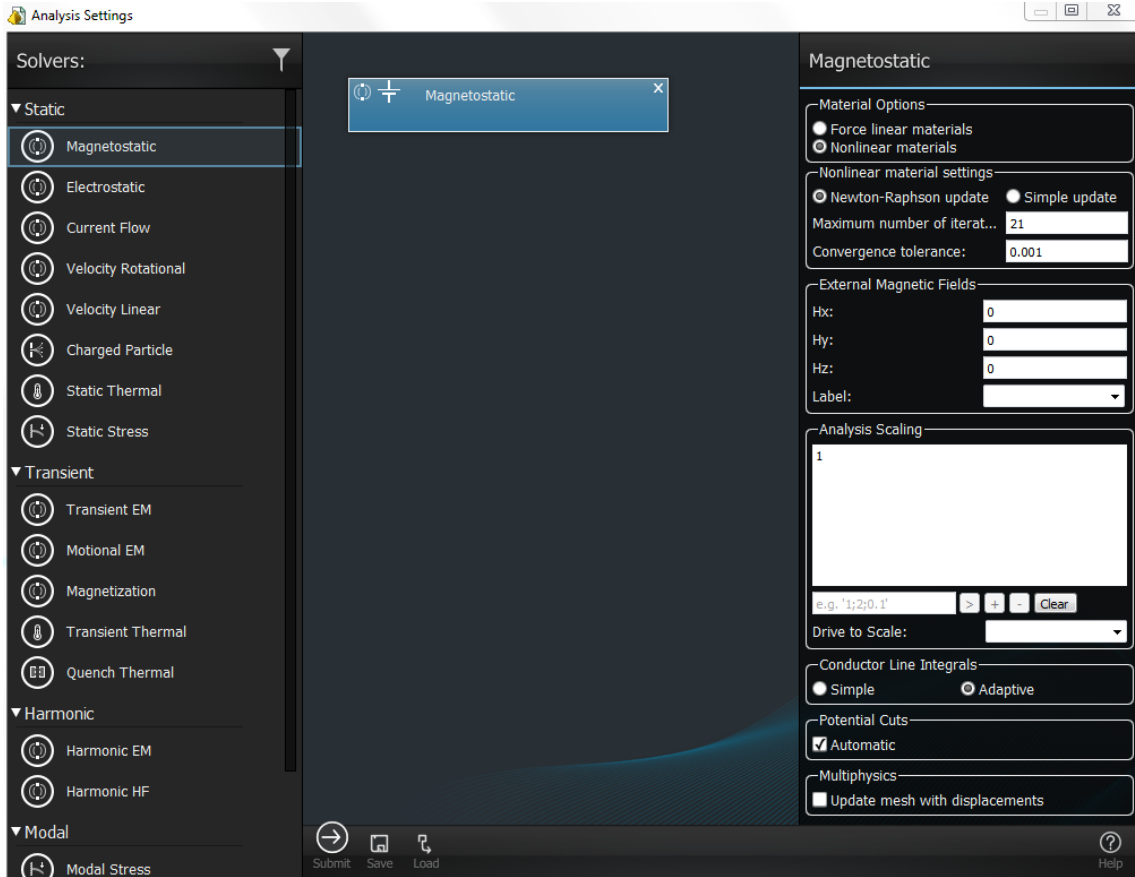 Analysis Settings
Solvers:
Static
Magnetostatic
Electrostatic
Current Flow
Velocity Rotational
Velocity Linear
Charged Particle
Static Thermal
Static Stress
Transient
Transient EM
Motional EM
Magnetization
Transient Thermal
Quench Thermal
Harmonic
Harmonic EM
Harmonic HF
Modal
Modal Stress
Magnetostatic
Submit Save Load
Magnetostatic
Material Options
Force linear materials
Nonlinear materials
Nonlinear material settings
Newton-Raphson update Simple update
Maximum number of iterat... 21
Convergence tolerance: 0.001
External Magnetic Fields
Hx: 0
Hy: 0
Hz: 0
Label:
Analysis Scaling
1
e.g. '1;2;0.1' > + - Clear
Drive to Scale:
Conductor Line Integrals
Simple Adaptive
Potential Cuts
Automatic
Multiphysics
Update mesh with displacements
Help